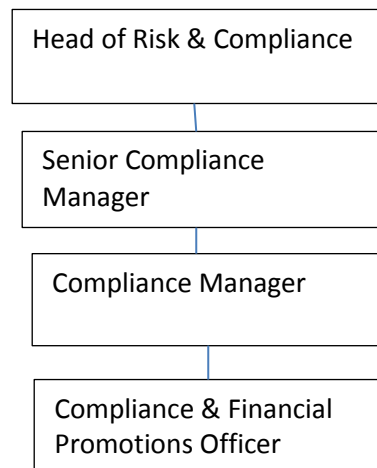 Head of Risk & Compliance
Senior Compliance
Manager
Compliance Manager
Compliance & Financial
Promotions Officer